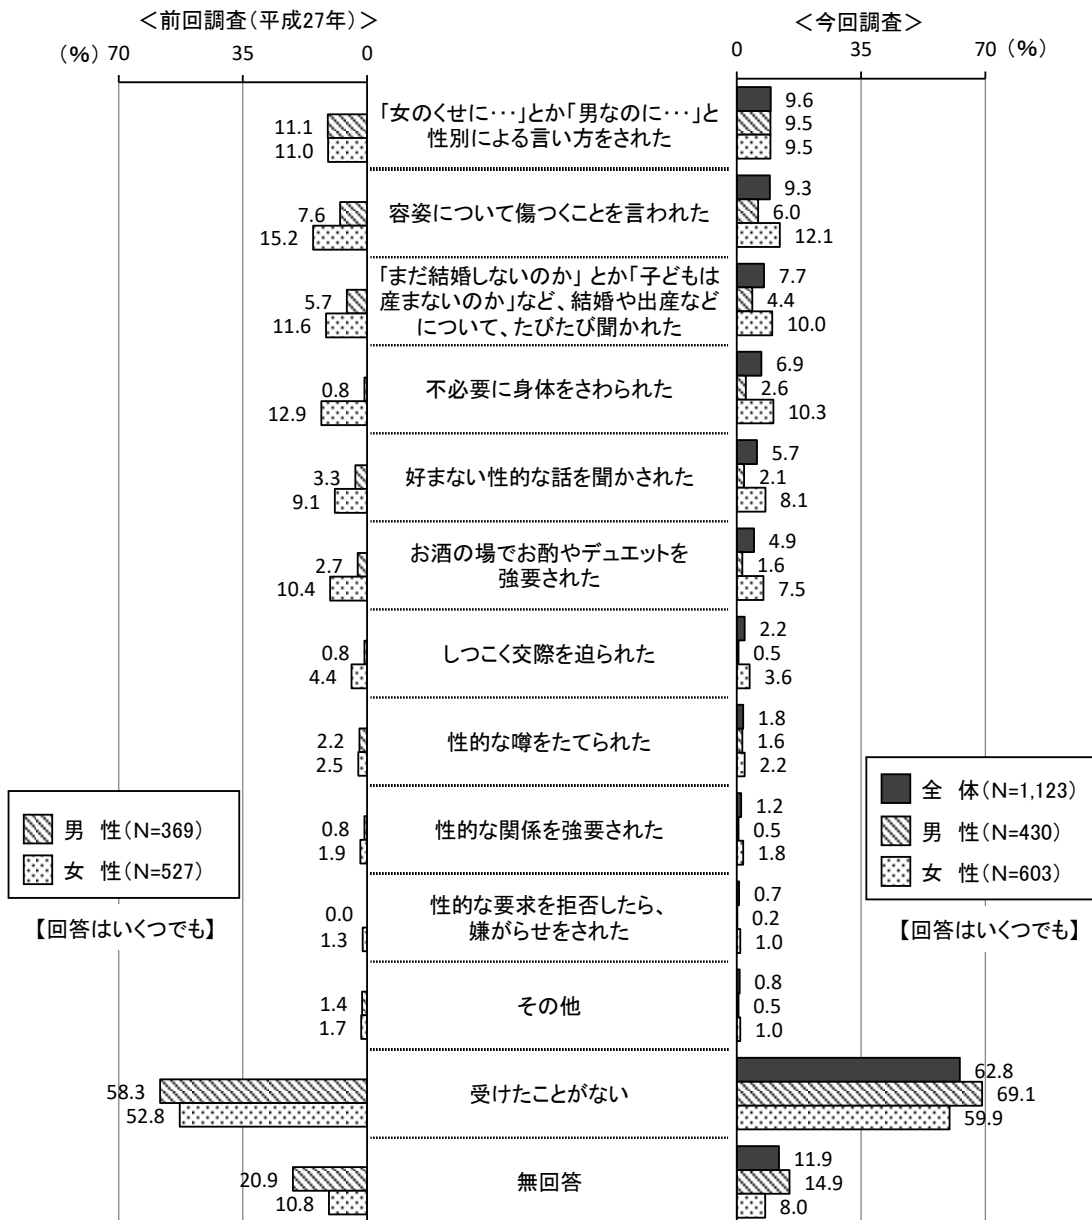 ＜前回調査（平成27年）＞
＜今回調査＞
（％） 70 35 0
0 35 70 （％）
11.1
11.0
「女のくせに・・・」とか「男なのに・・・」と
性別による言い方をされた
9.6
9.5
9.5
7.6
15.2
容姿について傷つくことを言われた
9.3
6.0
12.1
5.7
11.6
「まだ結婚しないのか」 とか「子どもは
産まないのか」など、結婚や出産など
について、たびたび聞かれた
7.7
4.4
10.0
0.8
12.9
不必要に身体をさわられた
6.9
2.6
10.3
3.3
9.1
好まない性的な話を聞かされた
5.7
2.1
8.1
2.7
10.4
お酒の場でお酌やデュエットを
強要された
4.9
1.6
7.5
0.8
4.4
しつこく交際を迫られた
2.2
0.5
3.6
2.2
2.5
性的な噂をたてられた
1.8
1.6
2.2
0.8
1.9
性的な関係を強要された
1.2
0.5
1.8
0.0
1.3
性的な要求を拒否したら、
嫌がらせをされた
0.7
0.2
1.0
1.4
1.7
その他
0.8
0.5
1.0
58.3
52.8
受けたことがない
62.8
69.1
59.9
20.9
10.8
無回答
11.9
14.9
8.0
男 性（N=369）
女 性（N=527）
【回答はいくつでも】
全 体（N=1,123）
男 性（N=430）
女 性（N=603）
【回答はいくつでも】